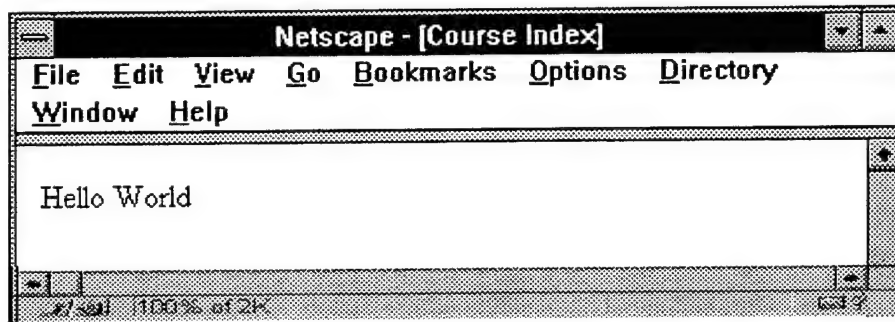 Netscape - [Course Index]
File Edit View Go Bookmarks Options Directory
Window Help
Hello World
100% of 2K